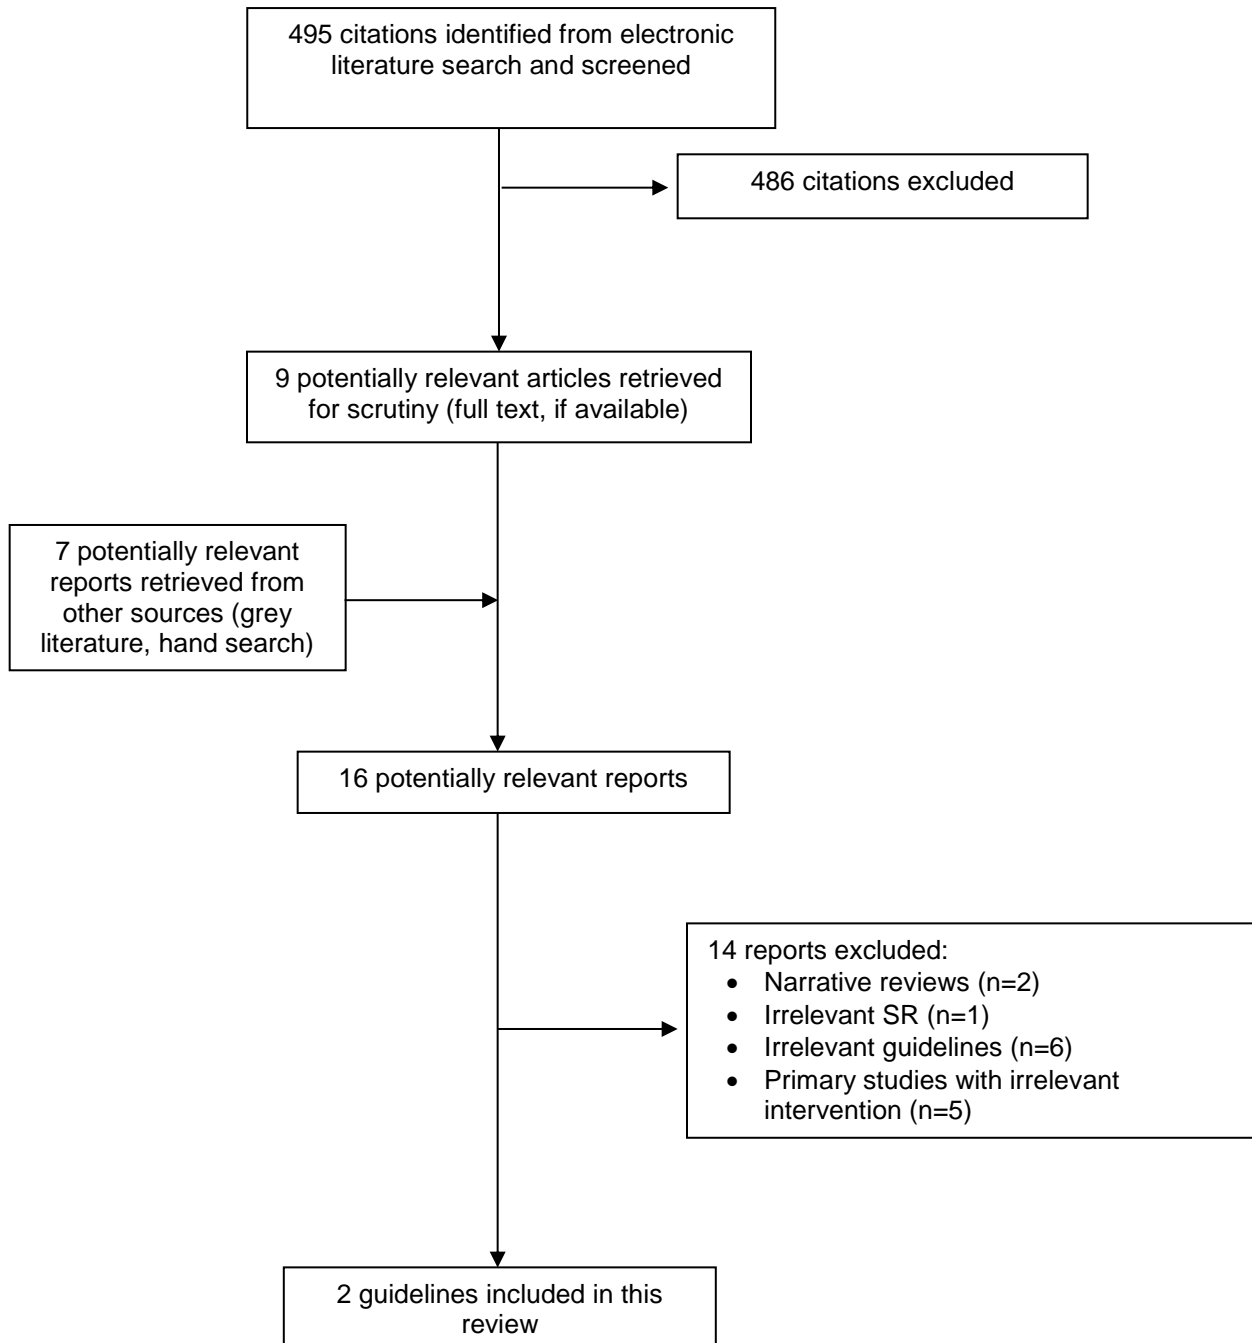 495 citations identified from electronic
literature search and screened
486 citations excluded
9 potentially relevant articles retrieved
for scrutiny (full text, if available)
7 potentially relevant
reports retrieved from
other sources (grey
literature, hand search)
16 potentially relevant reports
14 reports excluded:
• Narrative reviews (n=2)
• Irrelevant SR (n=1)
• Irrelevant guidelines (n=6)
• Primary studies with irrelevant
intervention (n=5)
2 guidelines included in this
review